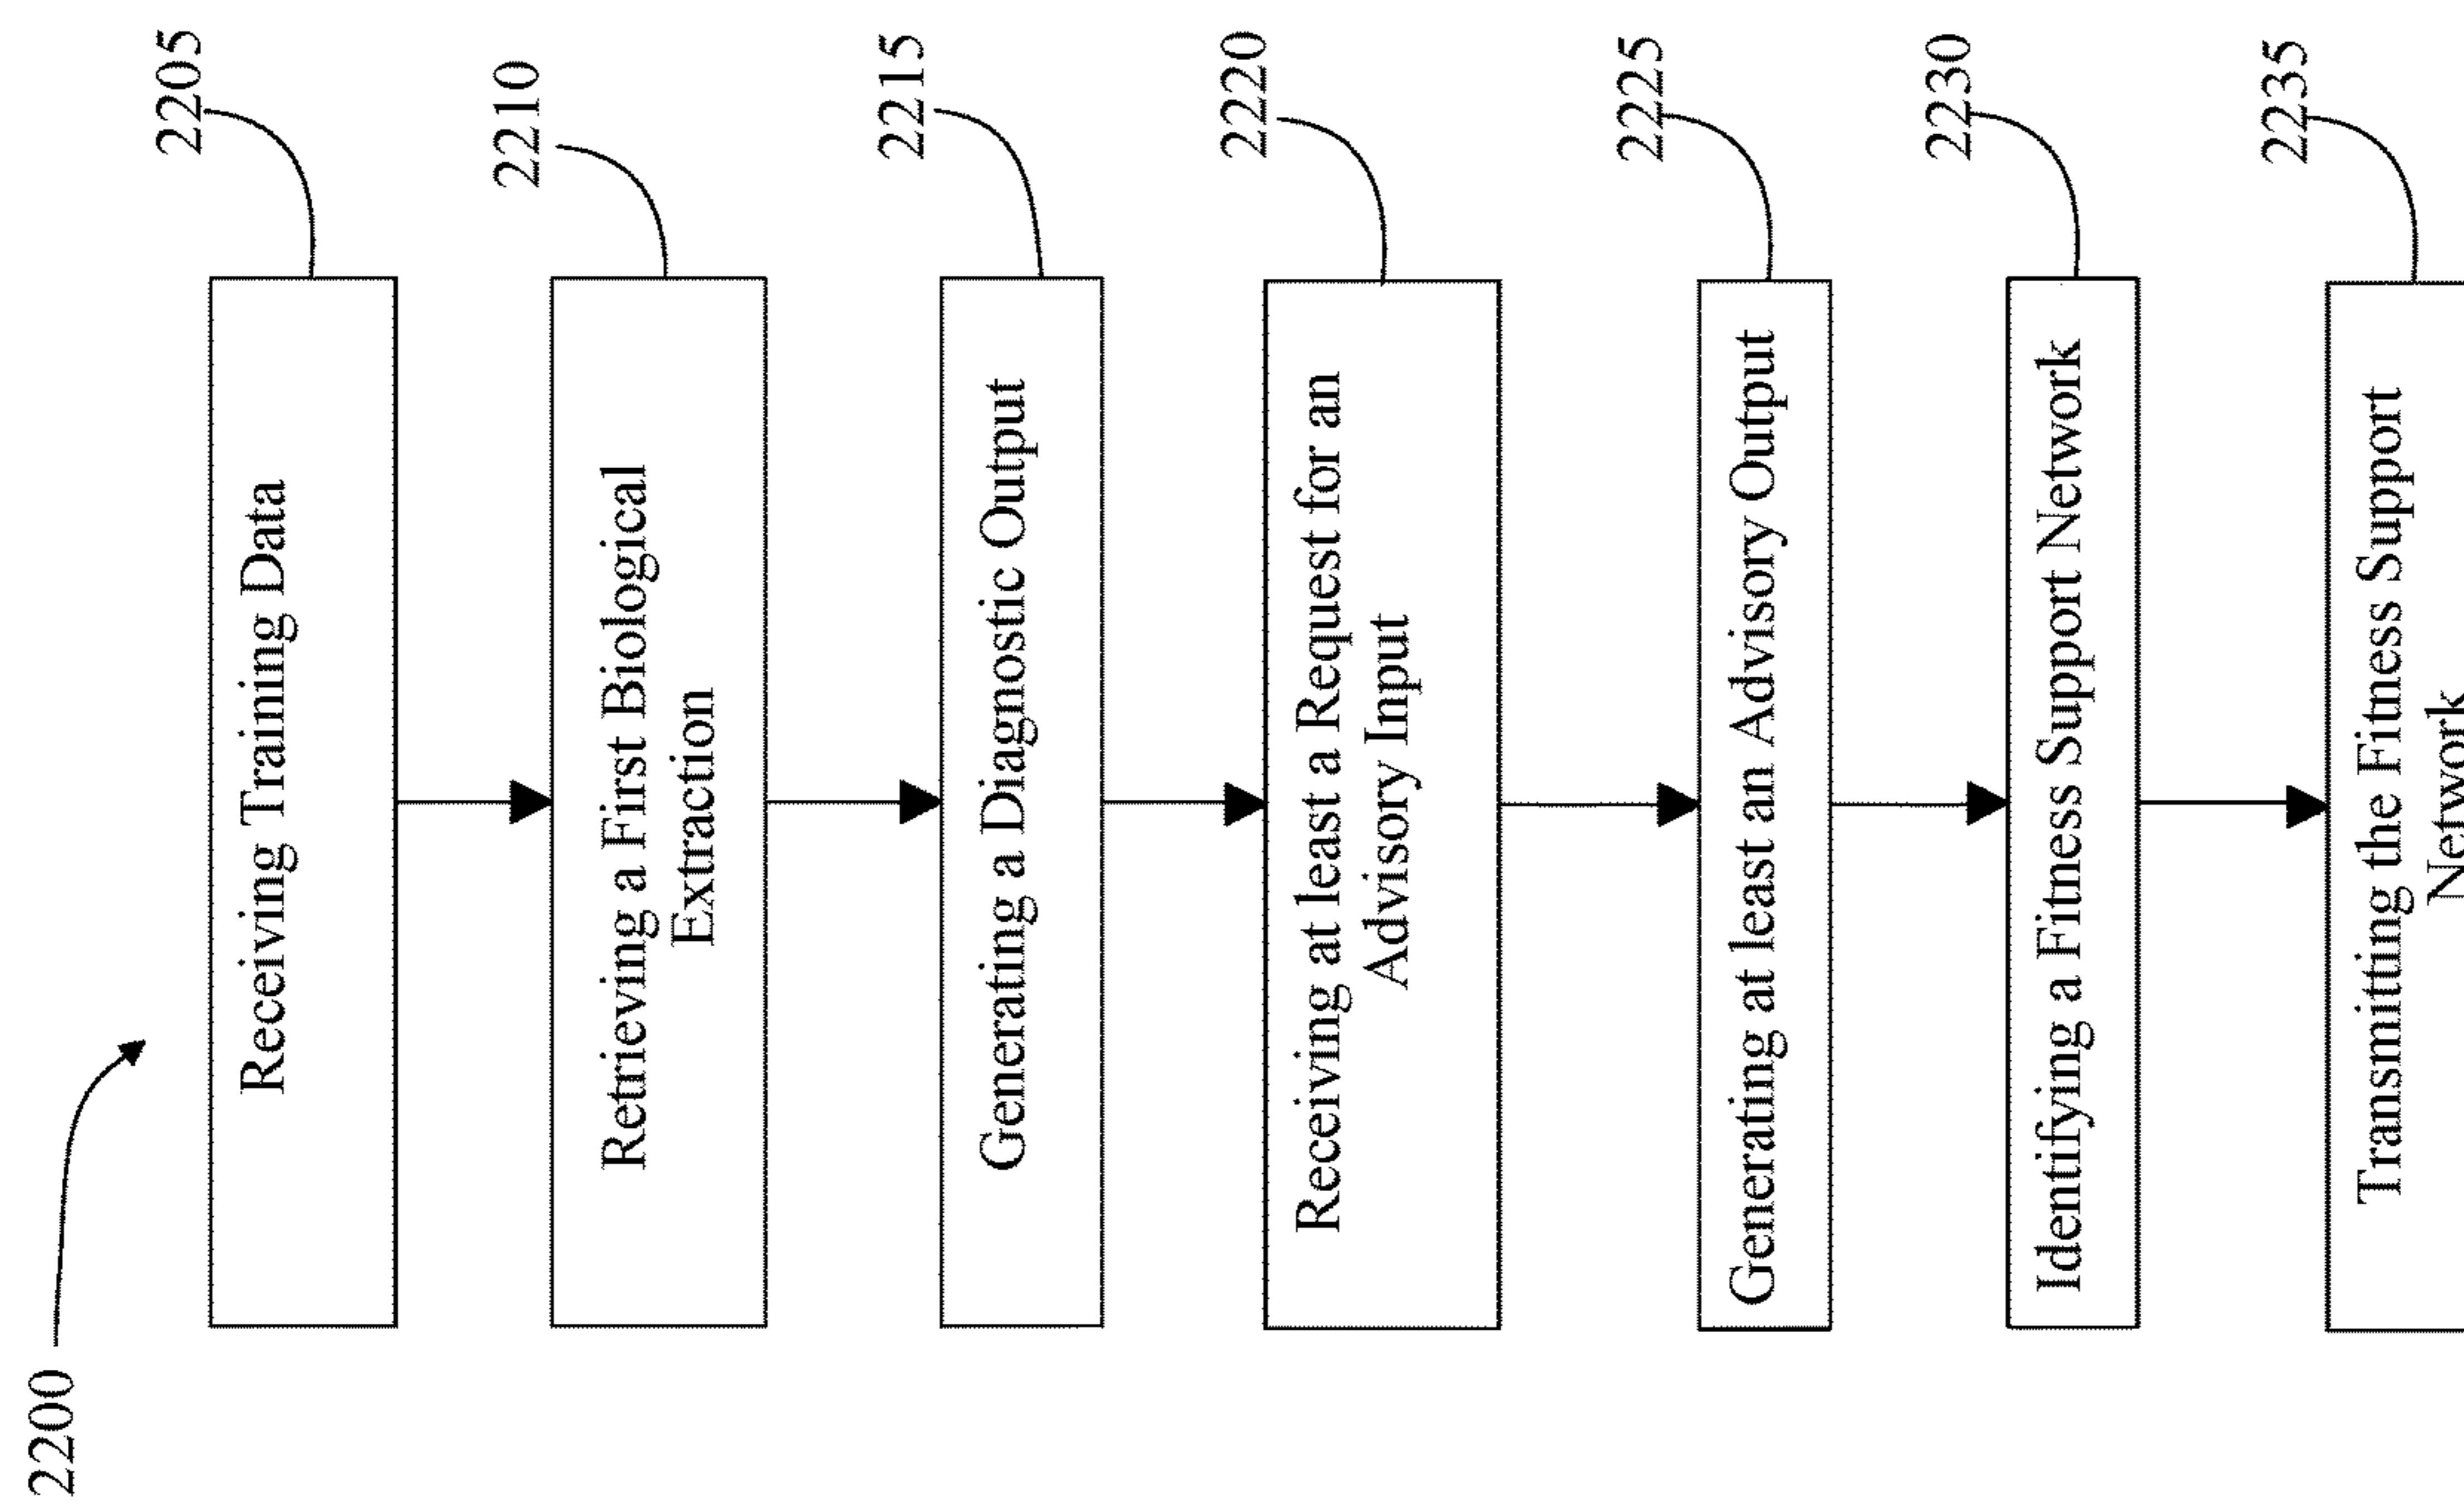 2200
2205
Receiving Training Data
2210
Retrieving a First Biological
Extraction
2215
Generating a Diagnostic Output
2220
Receiving at least a Request for an
Advisory Input
2225
Generating at least an Advisory Output
2230
Identifying a Fitness Support Network
2235
Transmitting the Fitness Support
Network